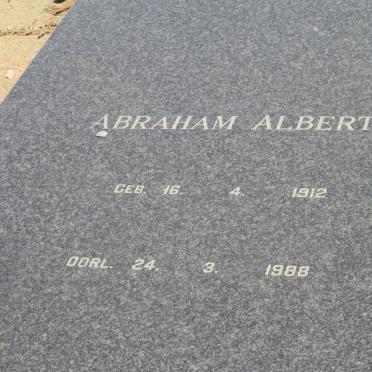 ABRAHAM ALBERT
GEB. 16. 4. 1912
OORL. 24. 3. 1988